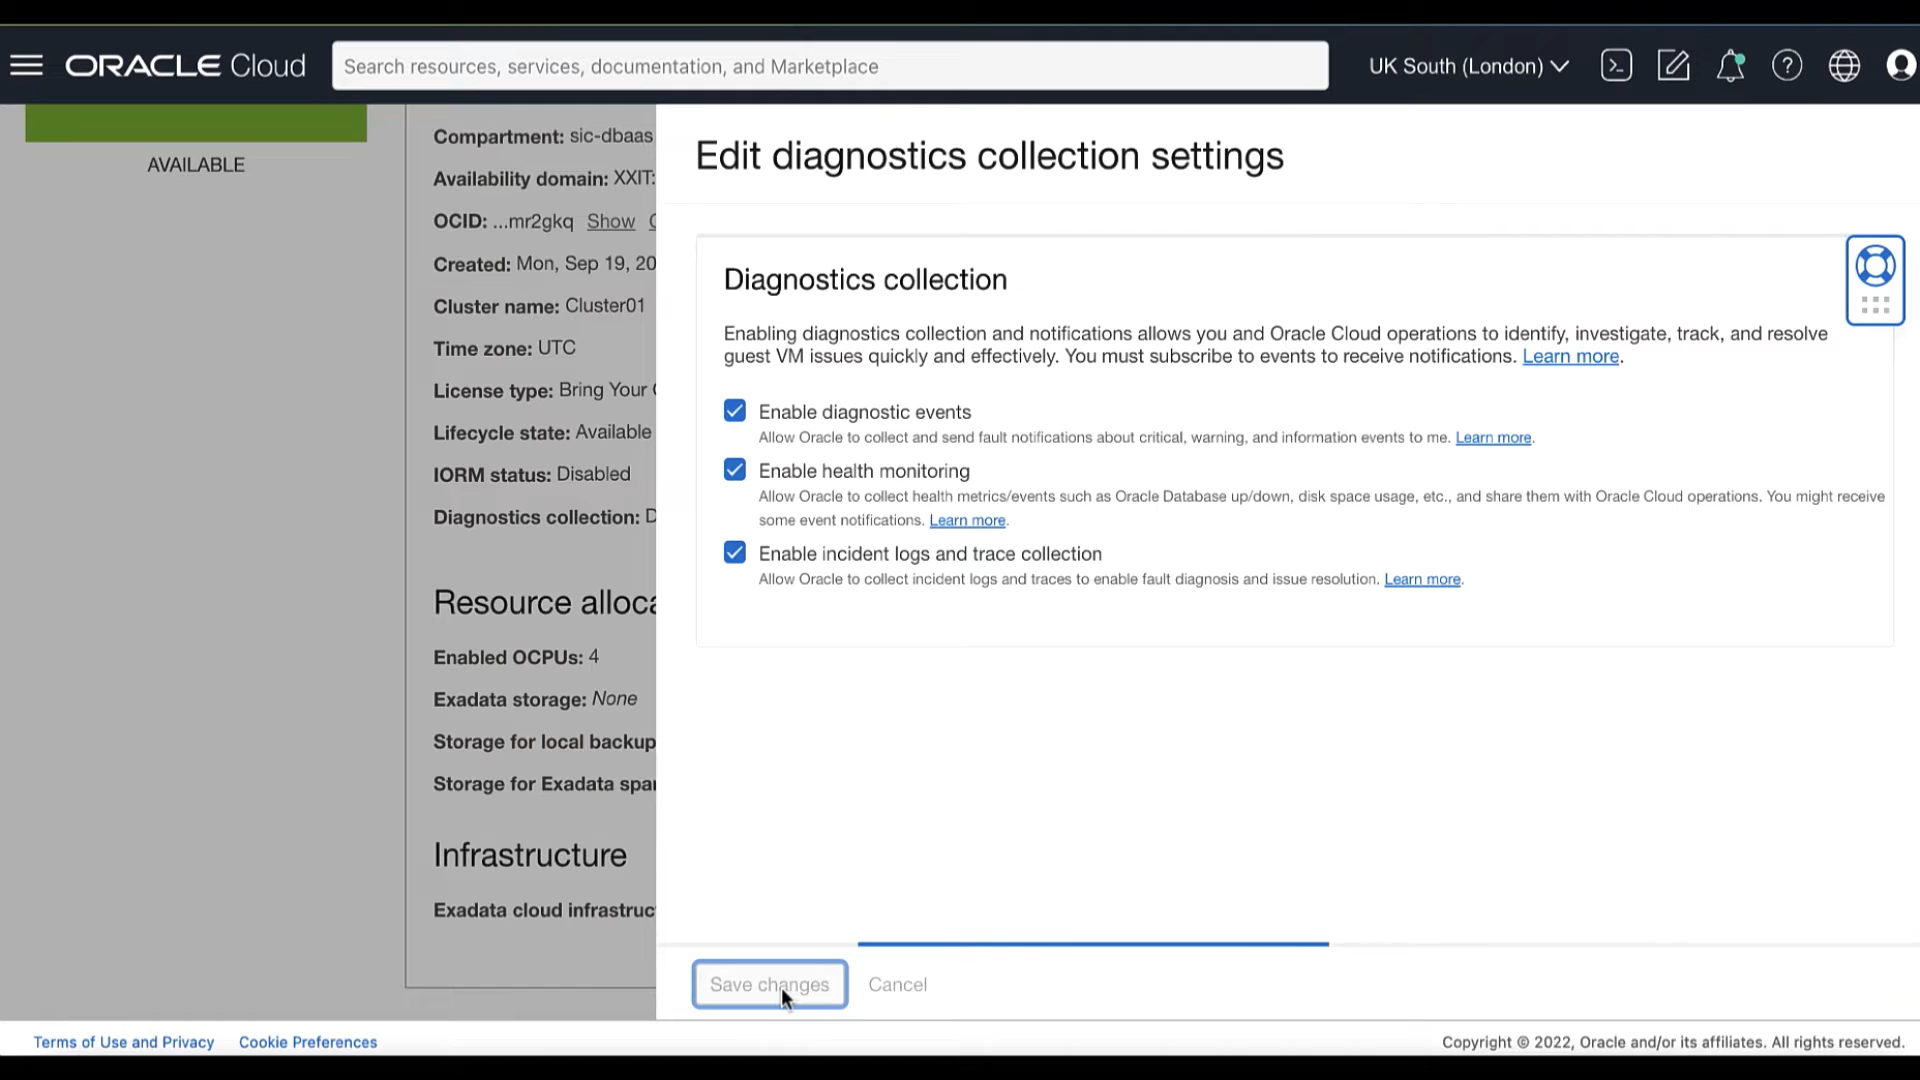 ORACLE Cloud
Search resources, services, documentation, and Marketplace
UK South (London)
AVAILABLE
Compartment: sic-dbaas
Availability domain: XXIT:
OCID: ...mr2gkq Show
Created: Mon, Sep 19, 20
Cluster name: Cluster01
Time zone: UTC
License type: Bring Your
Lifecycle state: Available
IORM status: Disabled
Diagnostics collection:
Resource alloca
Enabled OCPUs: 4
Exadata storage: None
Storage for local backup
Storage for Exadata spar
Infrastructure
Exadata cloud infrastruc
Edit diagnostics collection settings
Diagnostics collection
Enabling diagnostics collection and notifications allows you and Oracle Cloud operations to identify, investigate, track, and resolve
guest VM issues quickly and effectively. You must subscribe to events to receive notifications. Learn more.
Enable diagnostic events
Allow Oracle to collect and send fault notifications about critical, warning, and information events to me. Learn more.
Enable health monitoring
Allow Oracle to collect health metrics/events such as Oracle Database up/down, disk space usage, etc., and share them with Oracle Cloud operations. You might receive
some event notifications. Learn more.
Enable incident logs and trace collection
Allow Oracle to collect incident logs and traces to enable fault diagnosis and issue resolution. Learn more.
Save changes
Cancel
Terms of Use and Privacy
Cookie Preferences
Copyright © 2022, Oracle and/or its affiliates. All rights reserved.